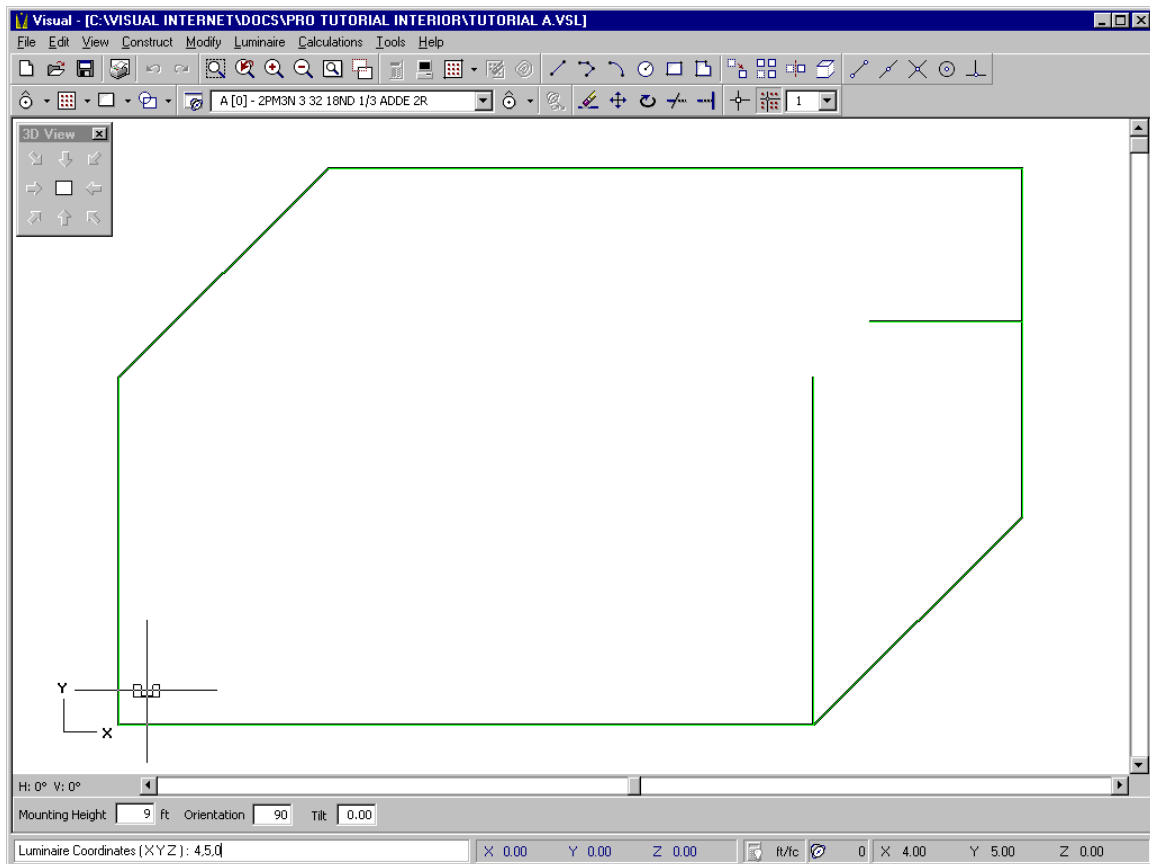 Visual - [C:\VISUAL INTERNET\DOCS\PRO TUTORIAL INTERIOR\TUTORIAL A.VSL]
File Edit View Construct Modify Luminaire Calculations Tools Help
A [0] - 2PM3N 3 32 18ND 1/3 ADDE 2R 1
3D View
Y
X
H: 0° V: 0°
Mounting Height 9 ft Orientation 90 Tilt 0.00
Luminaire Coordinates (X Y Z) : 4,5,0 X 0.00 Y 0.00 Z 0.00 ft/fc 0 X 4.00 Y 5.00 Z 0.00